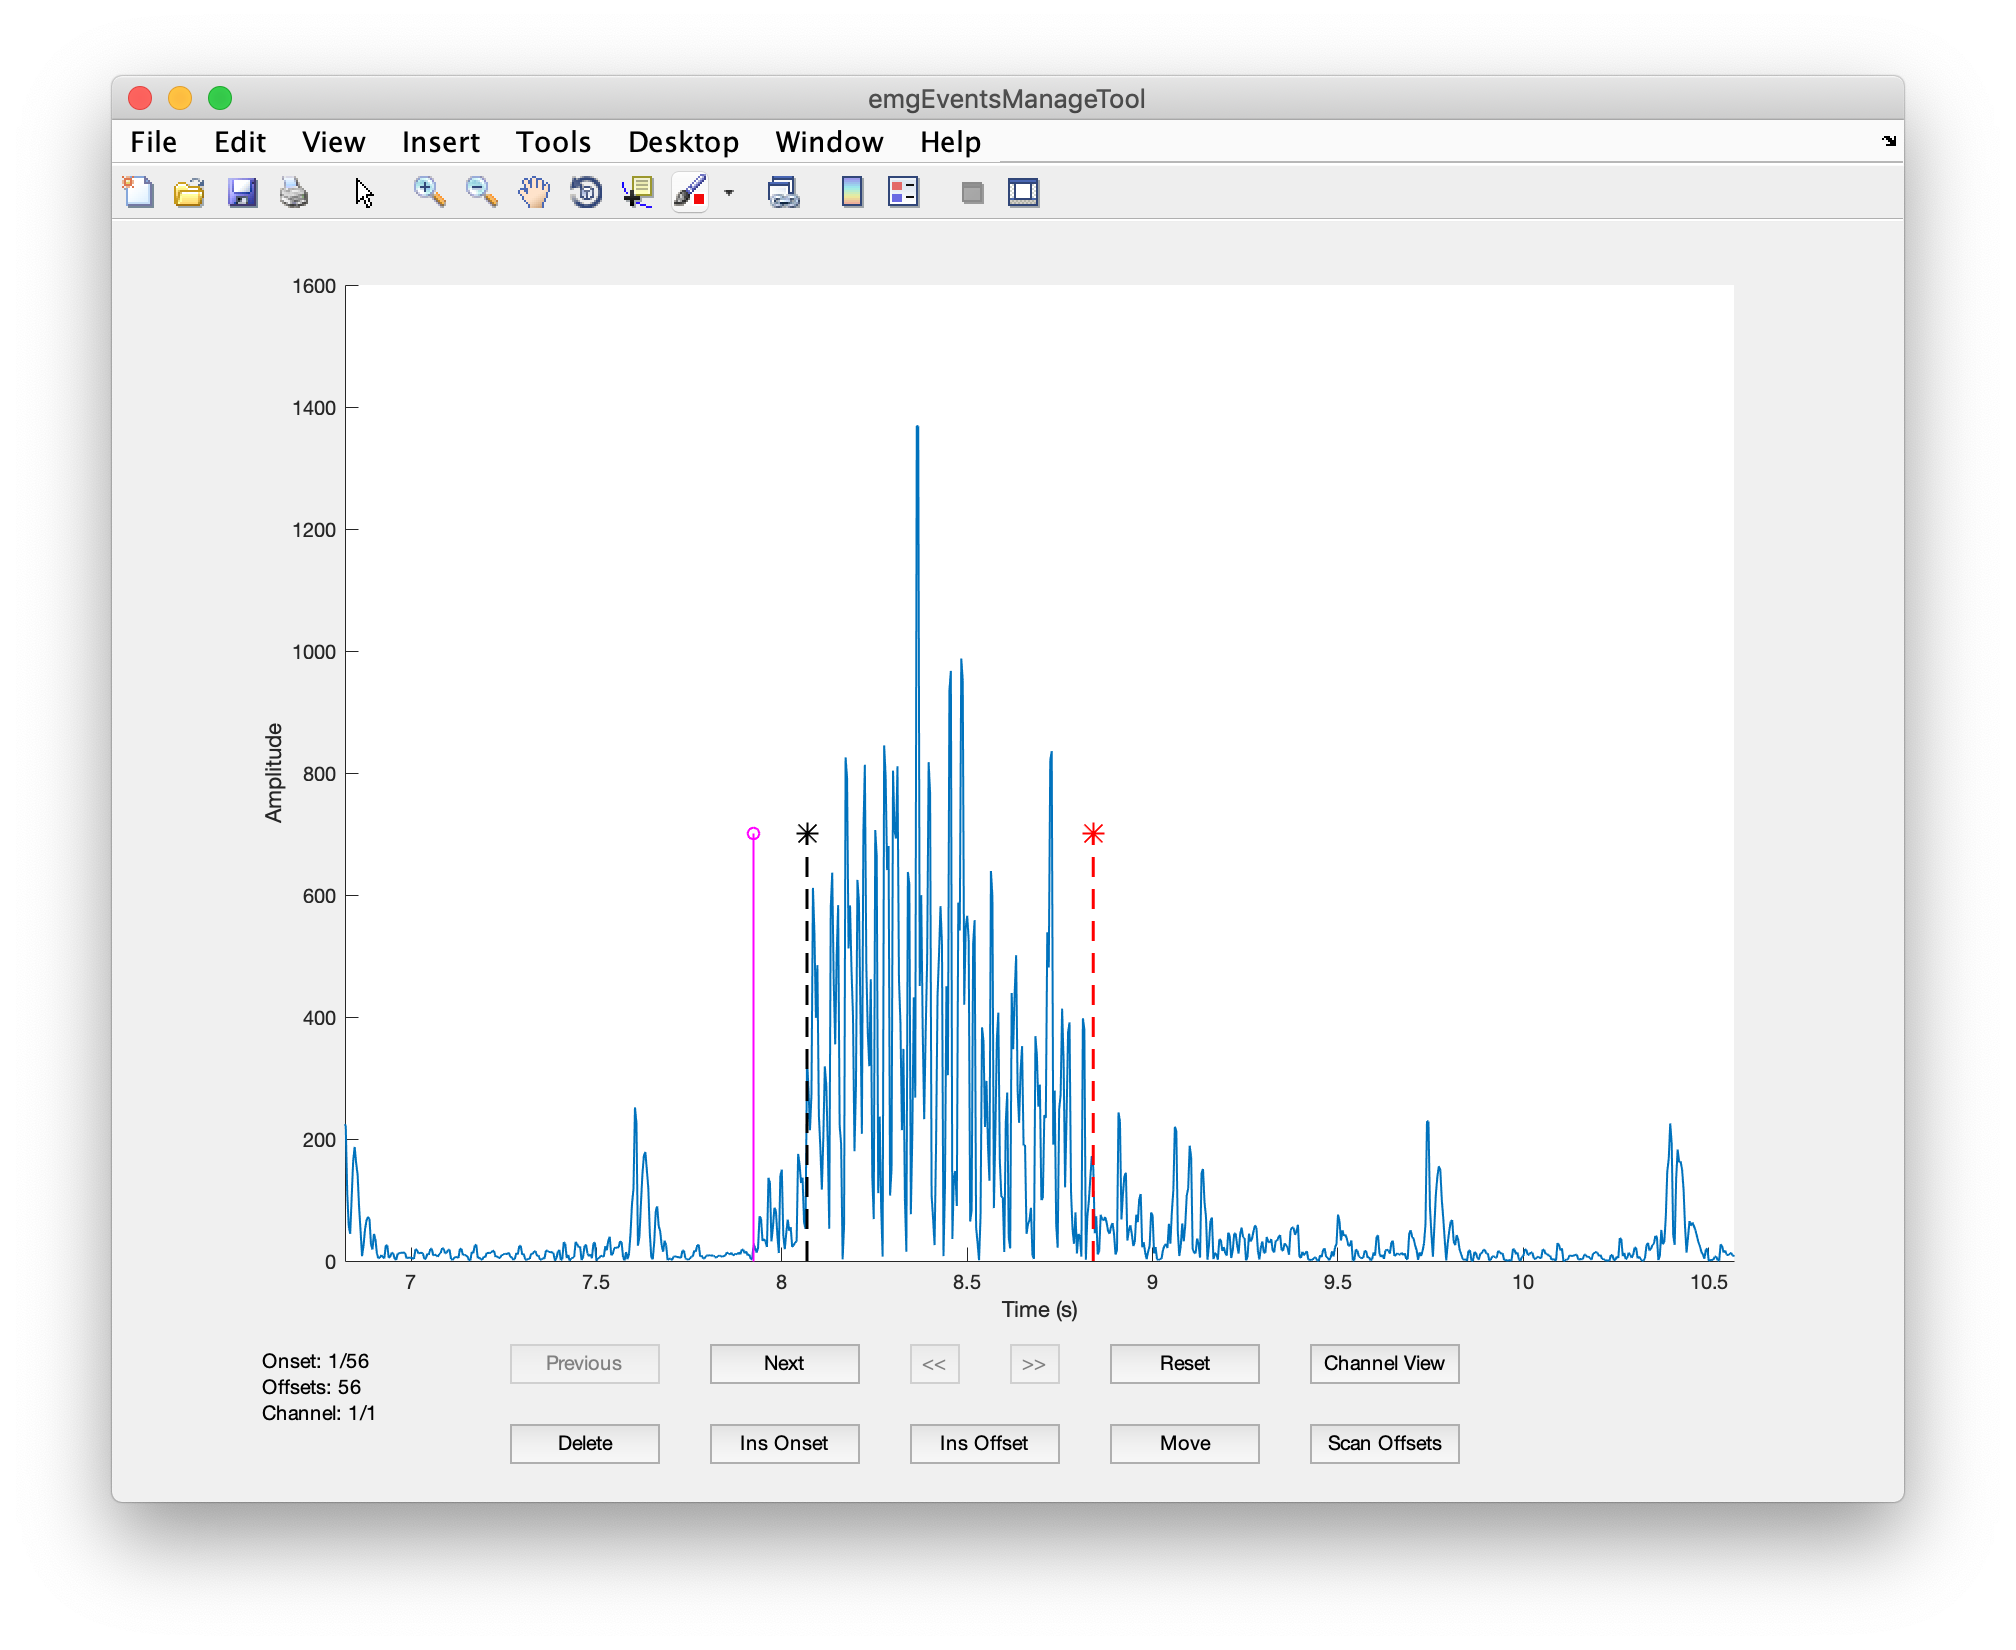 emgEventsManageTool
File Edit View Insert Tools Desktop Window Help
1600
1400
1200
1000
800
600
400
200
0
Amplitude
7 7.5 8 8.5 9 9.5 10 10.5
Time (s)
Onset: 1/56
Offsets: 56
Channel: 1/1
Previous Next << >> Reset Channel View
Delete Ins Onset Ins Offset Move Scan Offsets